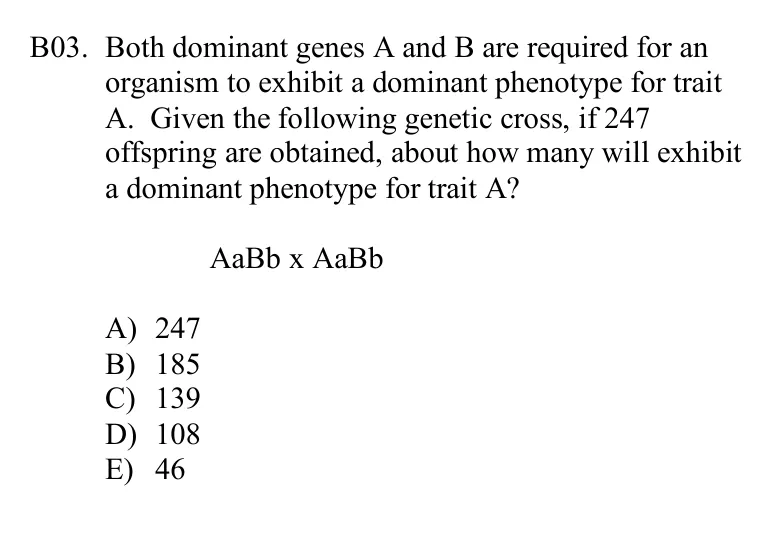 B03. Both dominant genes A and B are required for an
organism to exhibit a dominant phenotype for trait
A. Given the following genetic cross, if 247
offspring are obtained, about how many will exhibit
a dominant phenotype for trait A?
AaBb x AaBb
A) 247
B) 185
C) 139
D) 108
E) 46